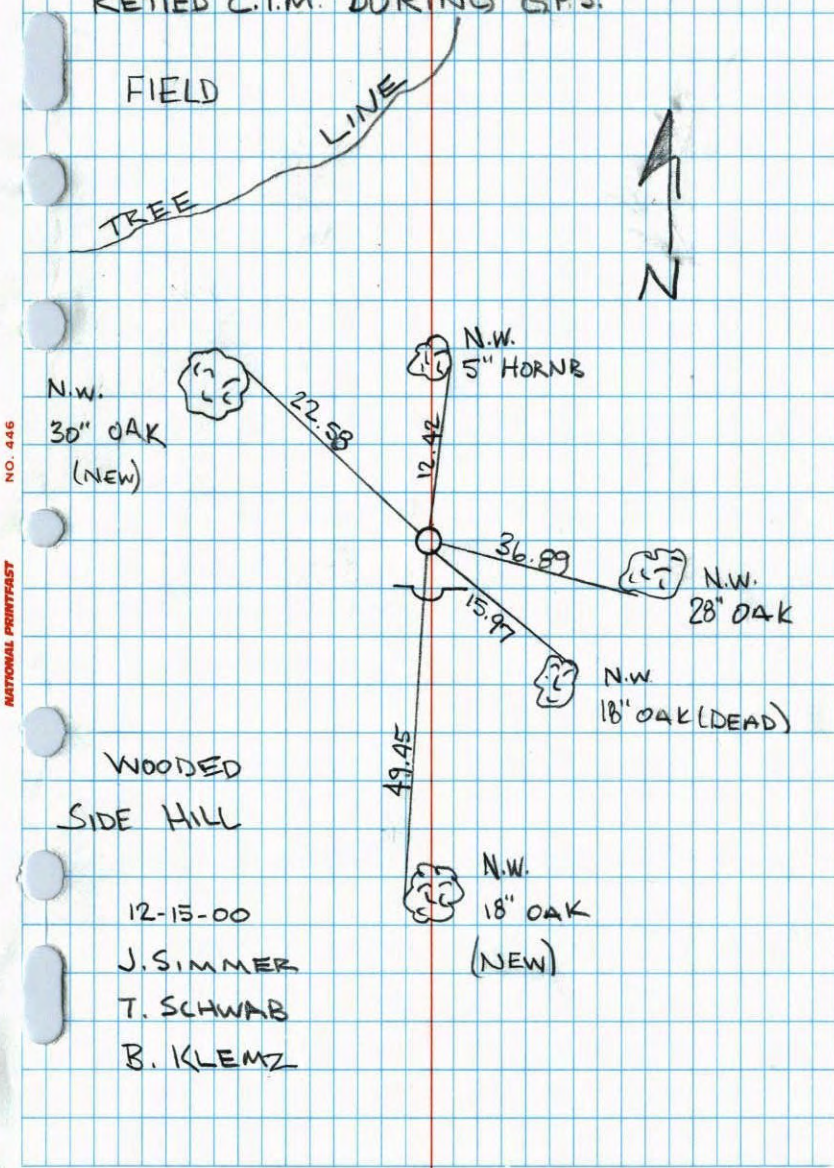 RETIED C.I.M. DURING G.P.S.
FIELD
TREE LINE
N
N.W.
5" HORNB
N.W.
30" OAK
(NEW)
22.58
12.42
36.89
N.W.
28" OAK
15.97
N.W.
18" OAK (DEAD)
49.45
WOODED
SIDE HILL
N.W.
18" OAK
(NEW)
12-15-00
J. SIMMER
T. SCHWAB
B. KLEMZ
NO. 446
NATIONAL PRINTFAST